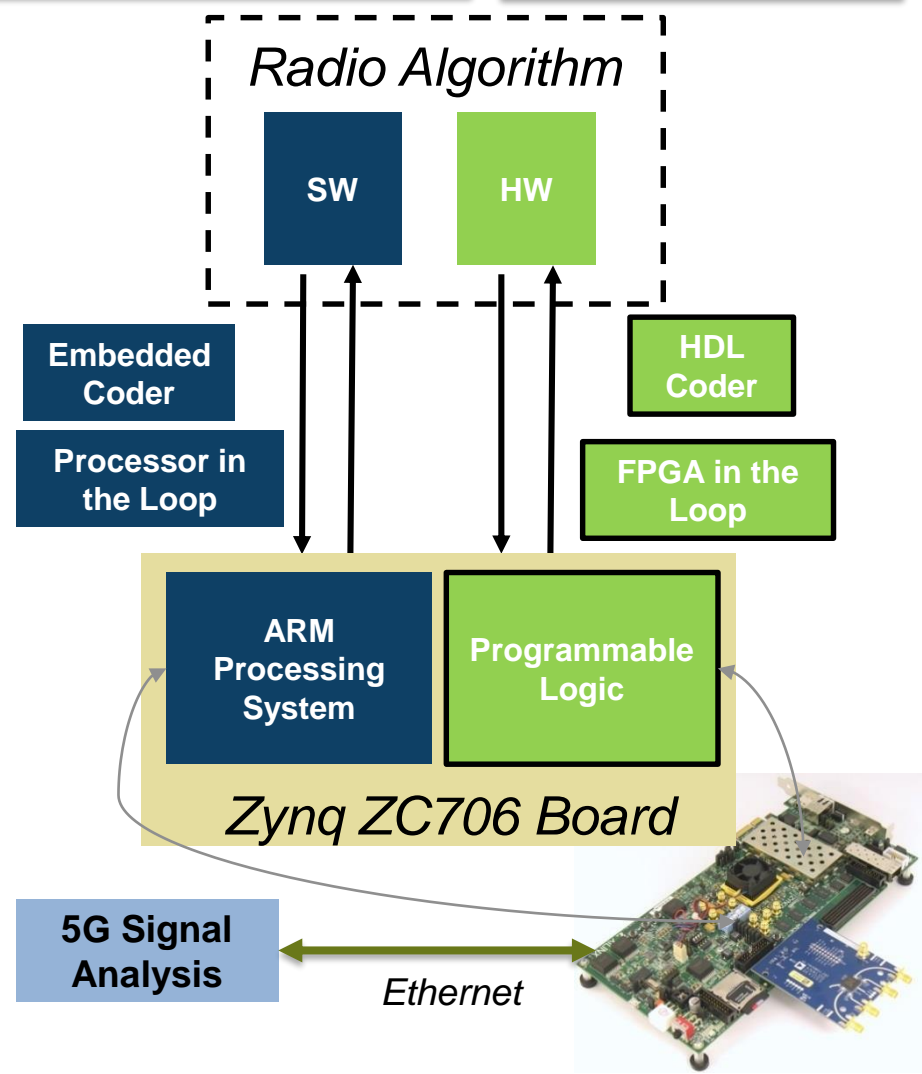 Radio Algorithm
SW
HW
Embedded
Coder
HDL
Coder
Processor in
the Loop
FPGA in the
Loop
ARM
Processing
System
Programmable
Logic
Zynq ZC706 Board
5G Signal
Analysis
Ethernet